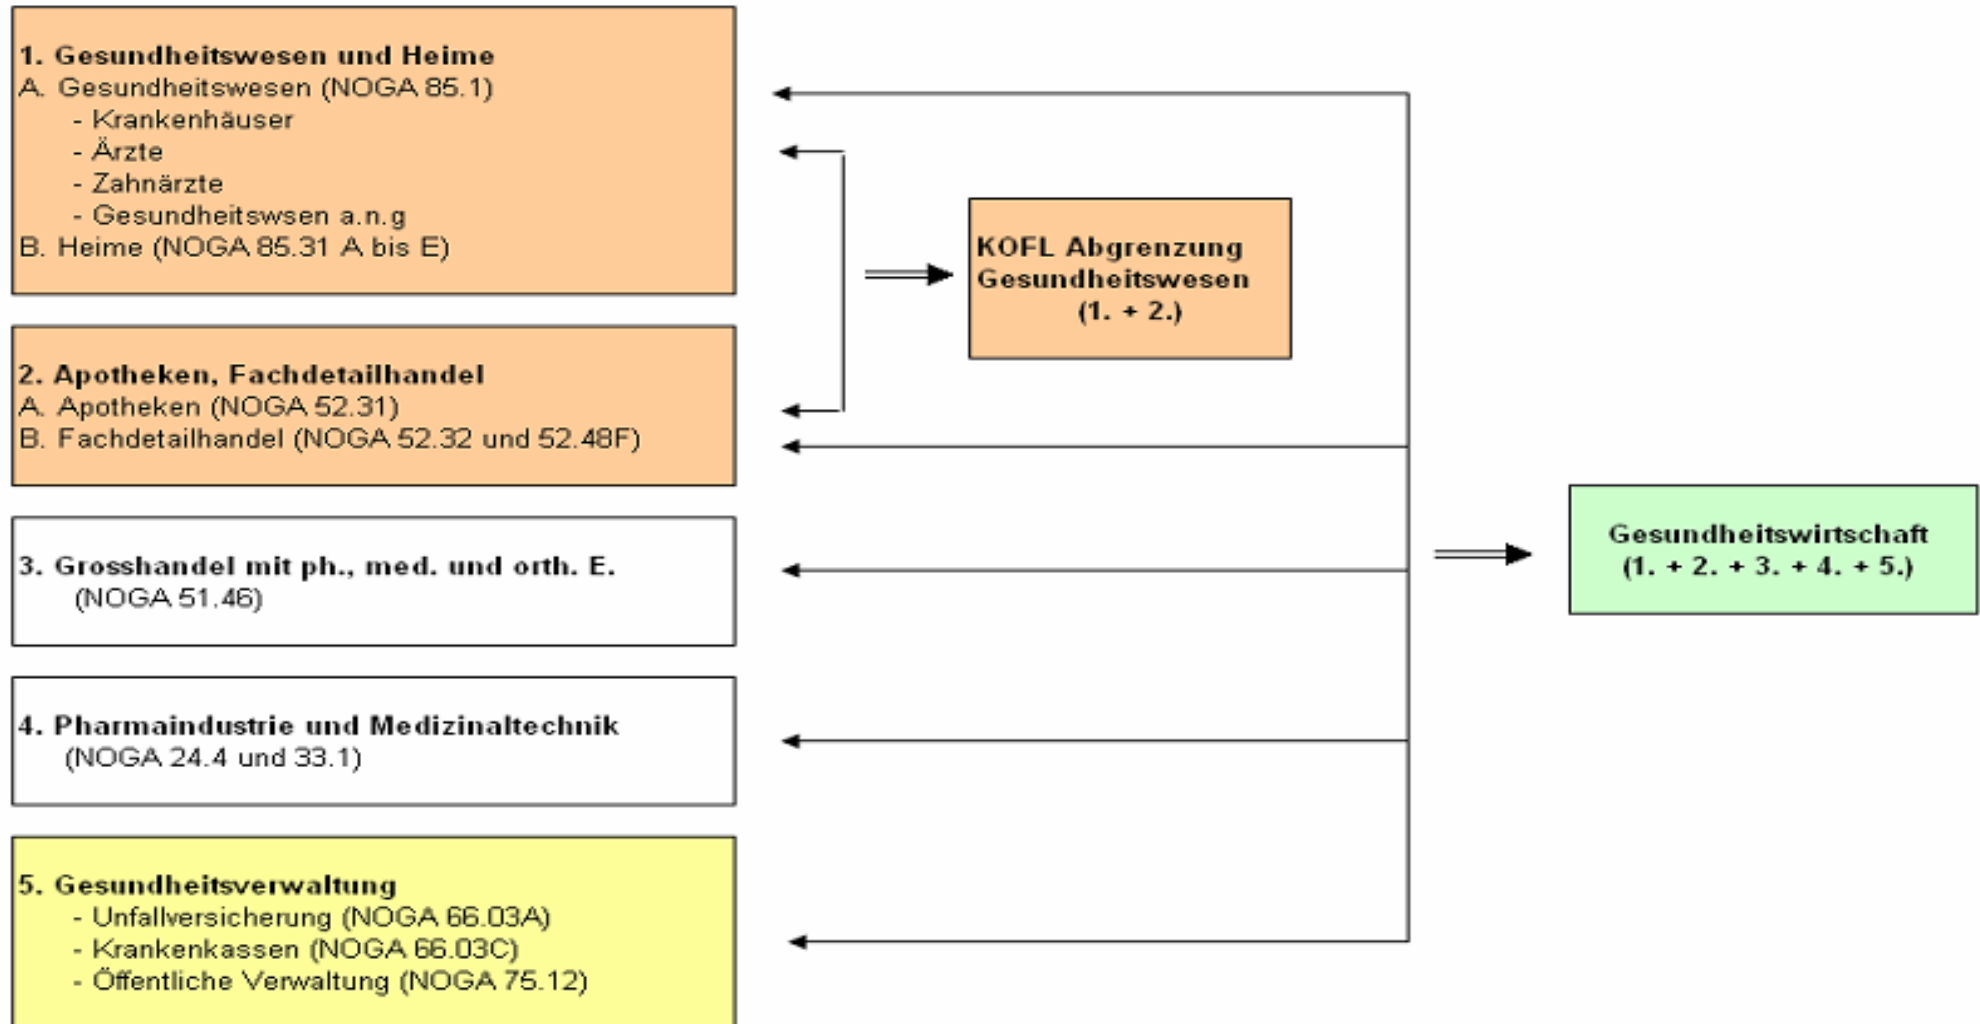 1. Gesundheitswesen und Heime
A. Gesundheitswesen (NOGA 85.1)
- Krankenhäuser
- Ärzte
- Zahnärzte
- Gesundheitswsen a.n.g
B. Heime (NOGA 85.31 A bis E)
KOFL Abgrenzung
Gesundheitswesen
(1. + 2.)
2. Apotheken, Fachdetailhandel
A. Apotheken (NOGA 52.31)
B. Fachdetailhandel (NOGA 52.32 und 52.48F)
3. Grosshandel mit ph., med. und orth. E.
(NOGA 51.46)
Gesundheitswirtschaft
(1. + 2. + 3. + 4. + 5.)
4. Pharmaindustrie und Medizinaltechnik
(NOGA 24.4 und 33.1)
5. Gesundheitsverwaltung
- Unfallversicherung (NOGA 66.03A)
- Krankenkassen (NOGA 66.03C)
- Öffentliche Verwaltung (NOGA 75.12)